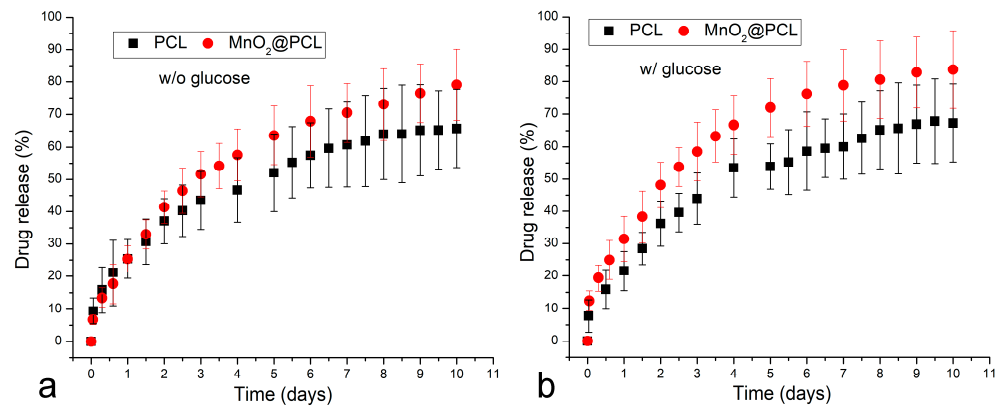 100
90
80
70
60
50
40
30
20
10
0
Drug release (%)
PCL MnO₂@PCL
w/o glucose
0 1 2 3 4 5 6 7 8 9 10 11
Time (days)
a
100
90
80
70
60
50
40
30
20
10
0
Drug release (%)
PCL MnO₂@PCL
w/ glucose
0 1 2 3 4 5 6 7 8 9 10 11
Time (days)
b